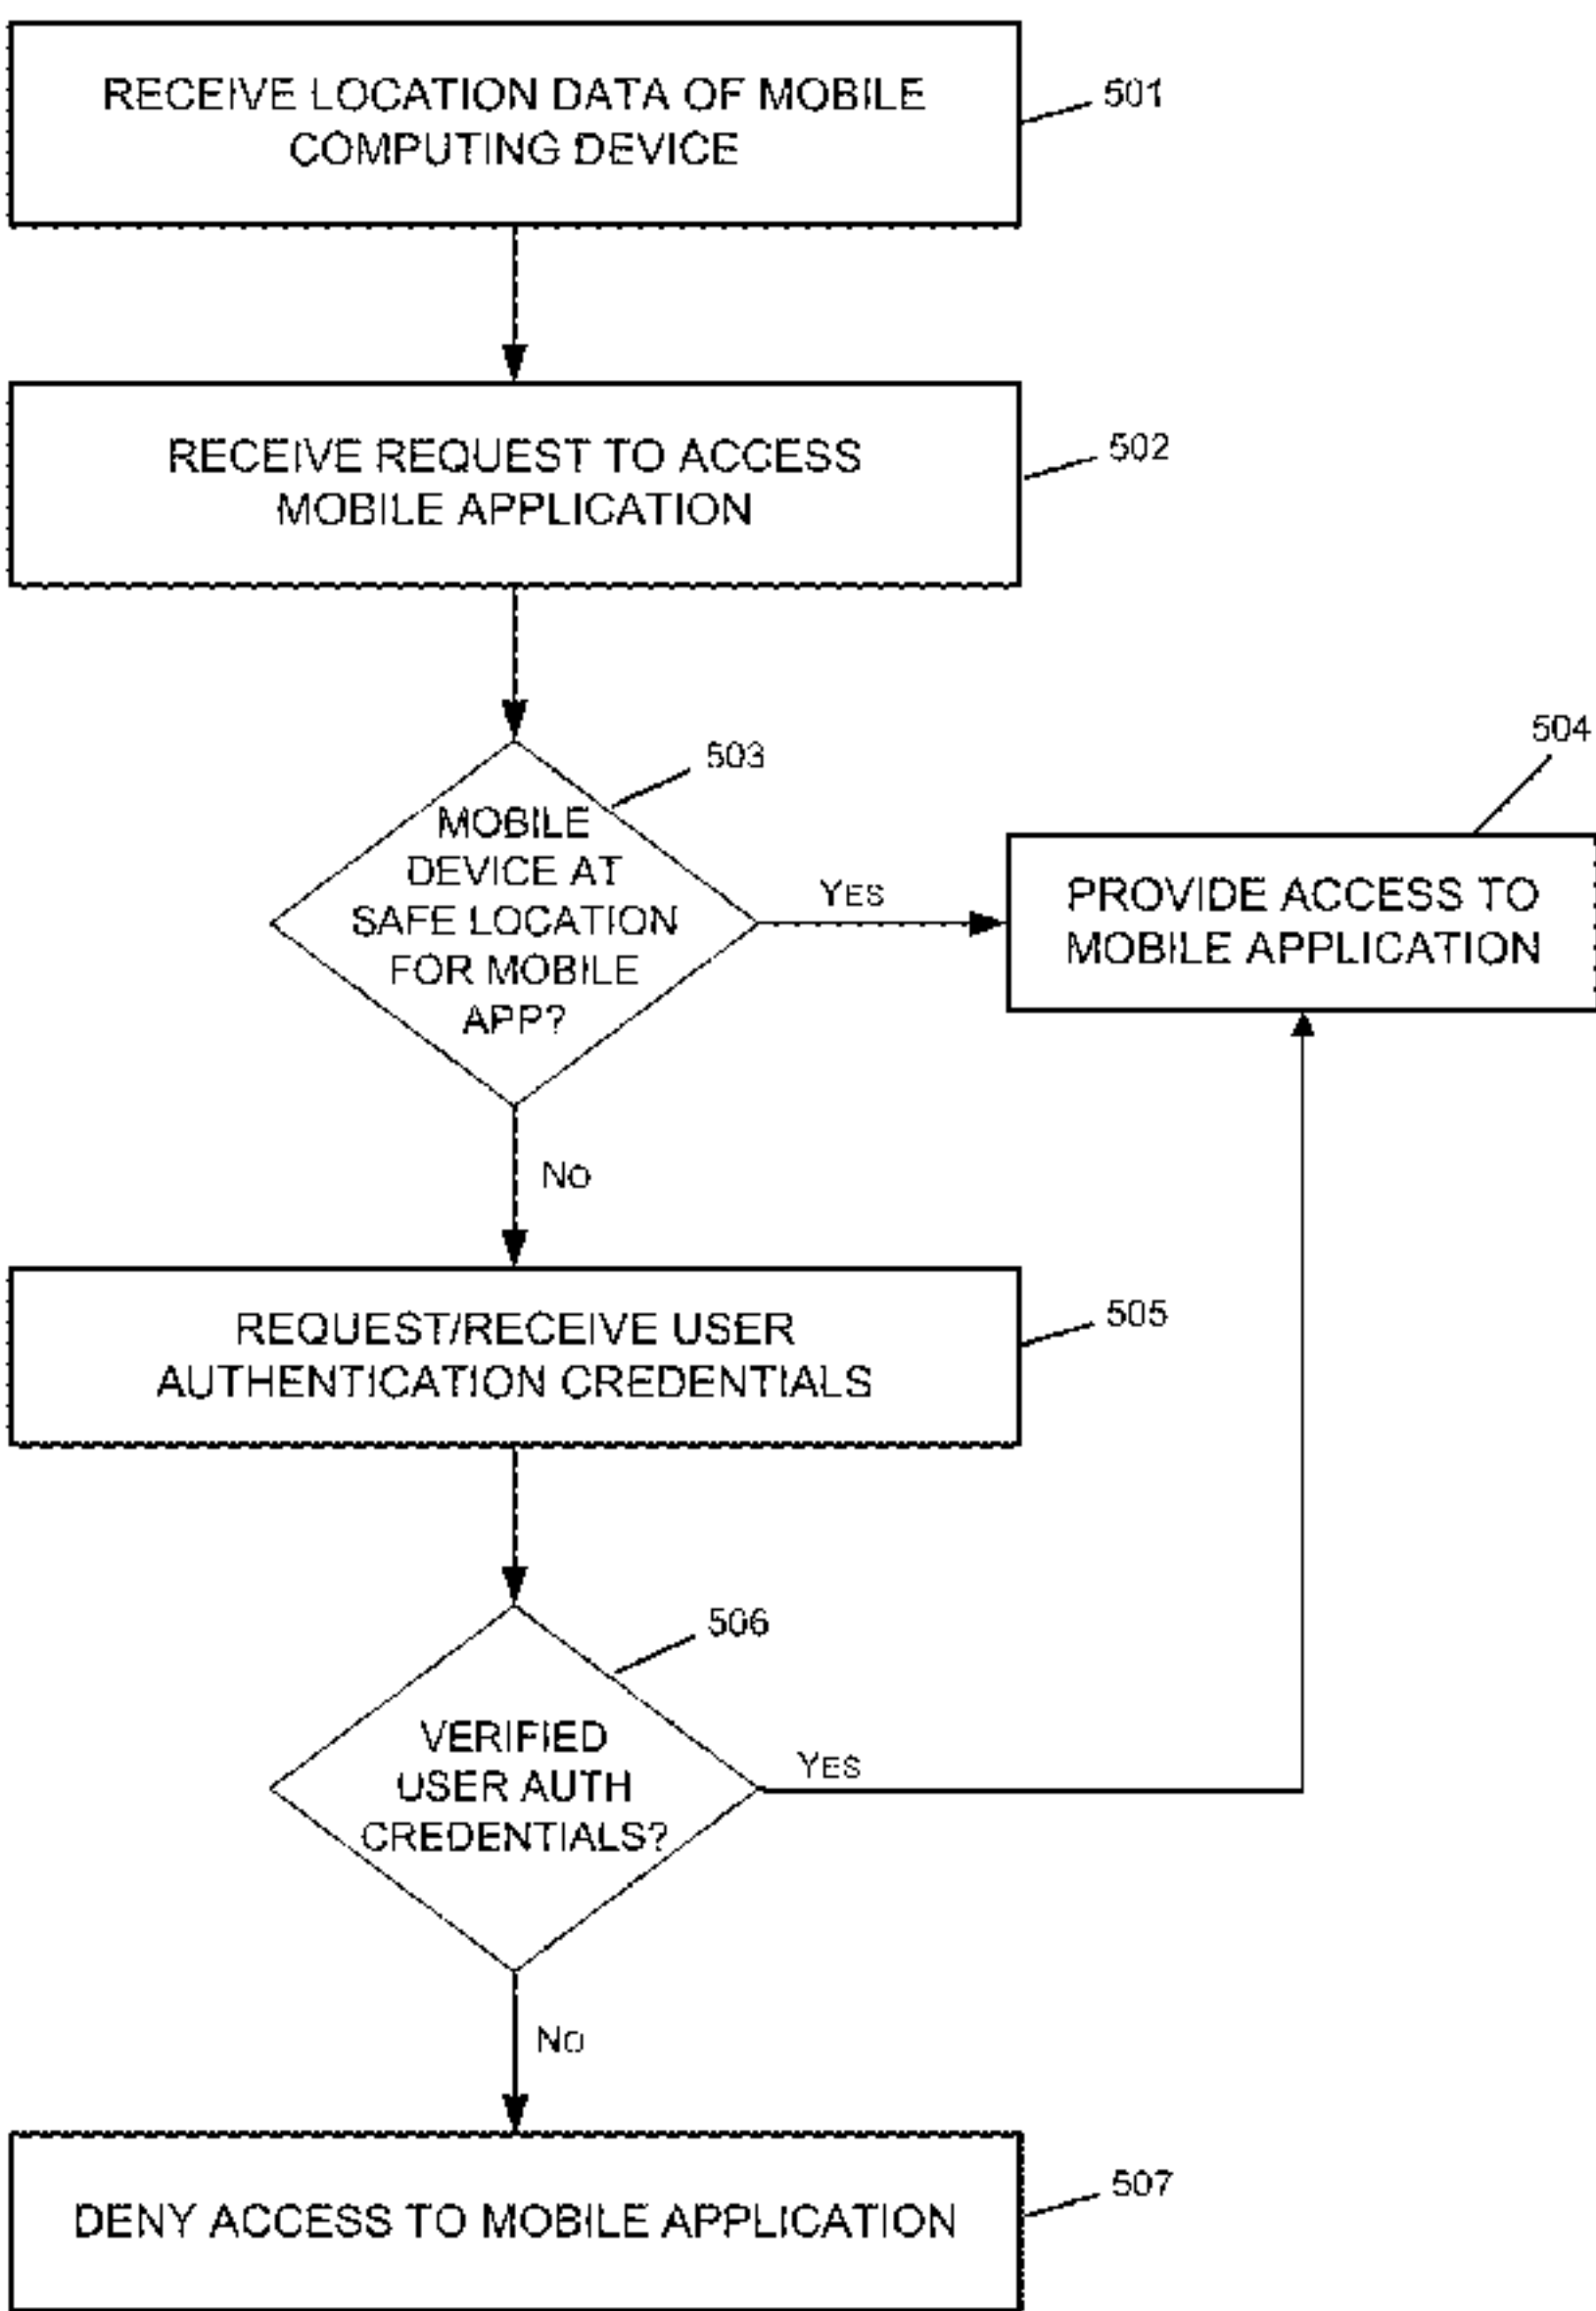 RECEIVE LOCATION DATA OF MOBILE
COMPUTING DEVICE
501
RECEIVE REQUEST TO ACCESS
MOBILE APPLICATION
502
503
MOBILE
DEVICE AT
SAFE LOCATION
FOR MOBILE
APP?
YES
504
PROVIDE ACCESS TO
MOBILE APPLICATION
NO
REQUEST/RECEIVE USER
AUTHENTICATION CREDENTIALS
505
506
VERIFIED
USER AUTH
CREDENTIALS?
YES
NO
DENY ACCESS TO MOBILE APPLICATION
507